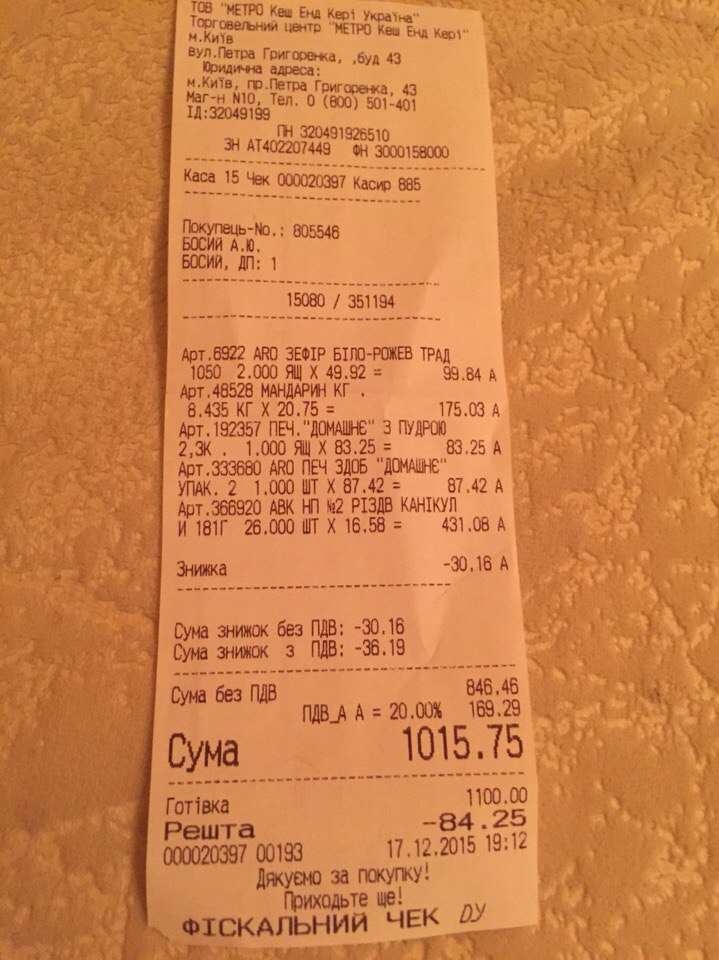 ТОВ "МЕТРО Кеш Енд Кері Україна"
Торговельний центр "МЕТРО Кеш Енд Кері"
м.Київ
вул.Петра Григоренка, ,буд 43
Юридична адреса:
м.Київ, пр.Петра Григоренка, 43
Маг-н N10, Тел. 0 (800) 501-401
ІД:32049199
ПН 320491926510
ЗН АТ402207449 ФН 3000158000
Каса 15 Чек 000020397 Касир 885
Покупець-No.: 805546
БОСИЙ А.Ю.
БОСИЙ, ДП: 1
15080 / 351194
Арт.6922 ARO ЗЕФІР БІЛО-РОЖЕВ ТРАД
1050 2.000 ЯЩ X 49.92 = 99.84 А
Арт.48528 МАНДАРИН КГ .
8.435 КГ X 20.75 = 175.03 А
Арт.192357 ПЕЧ."ДОМАШНЄ" З ПУДРОЮ
2,3К . 1.000 ЯЩ X 83.25 = 83.25 А
Арт.333680 ARO ПЕЧ ЗДОБ "ДОМАШНЄ"
УПАК. 2 1.000 ШТ X 87.42 = 87.42 А
Арт.366920 АВК НП №2 РІЗДВ КАНІКУЛ
И 181Г 26.000 ШТ X 16.58 = 431.08 А
Знижка -30.16 А
Сума знижок без ПДВ: -30.16
Сума знижок з ПДВ: -36.19
Сума без ПДВ 846.46
ПДВ_А А = 20.00% 169.29
Сума 1015.75
Готівка 1100.00
Решта -84.25
000020397 00193 17.12.2015 19:12
Дякуємо за покупку!
Приходьте ще!
ФІСКАЛЬНИЙ ЧЕК